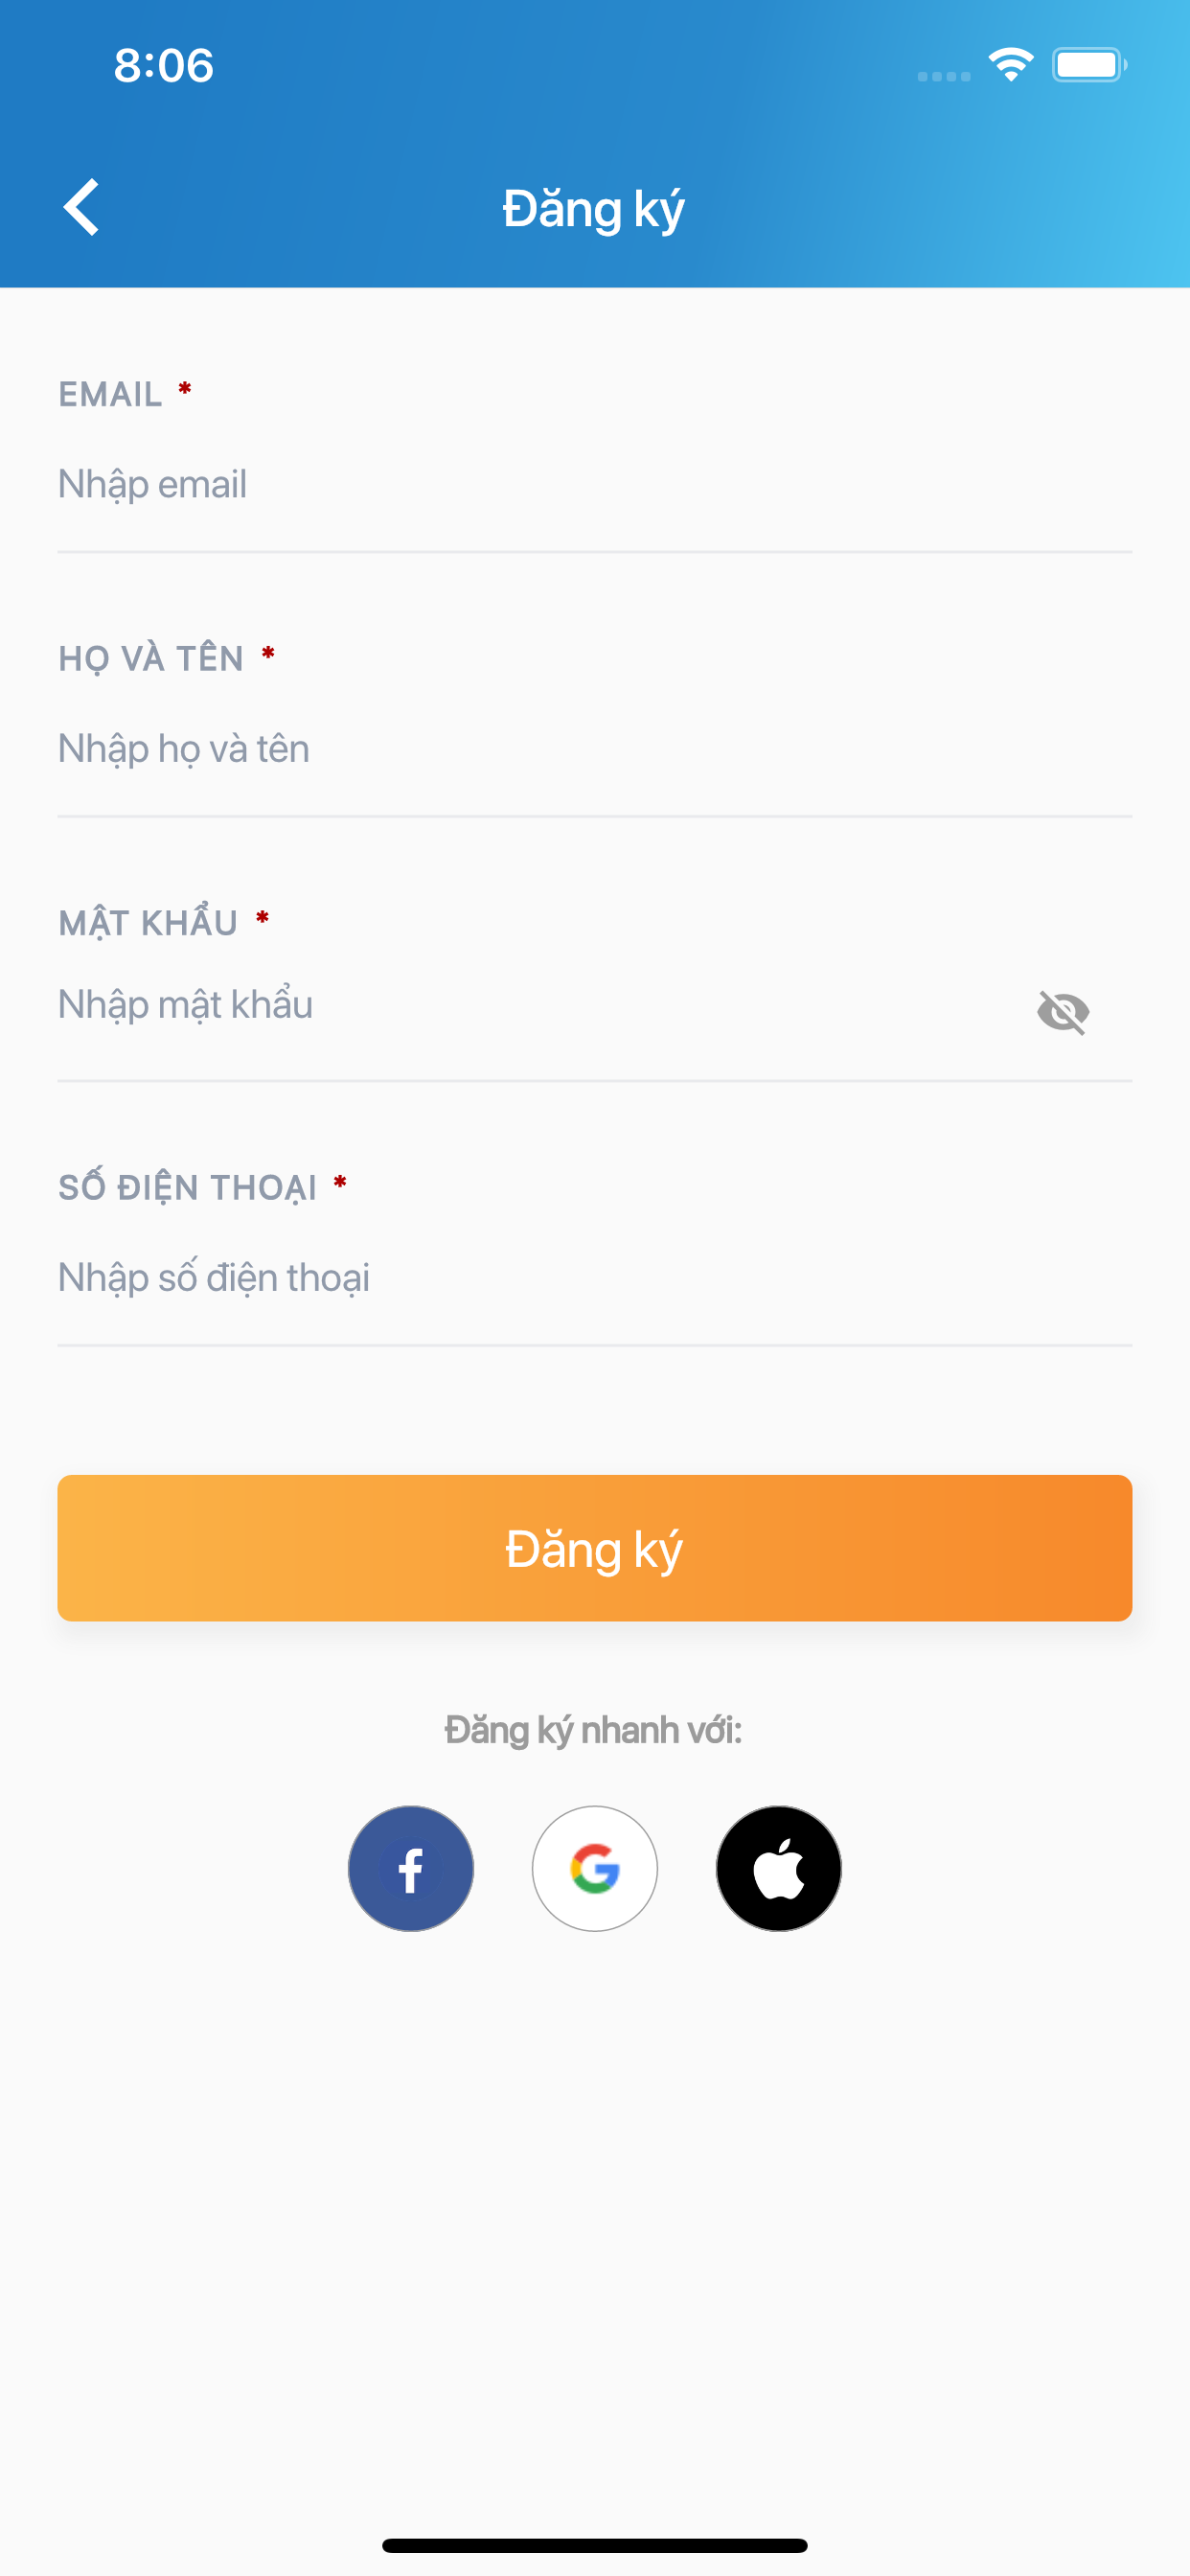 8:06
Đăng ký
EMAIL *
Nhập email
HỌ VÀ TÊN *
Nhập họ và tên
MẬT KHẨU *
Nhập mật khẩu
SỐ ĐIỆN THOẠI *
Nhập số điện thoại
Đăng ký
Đăng ký nhanh với: